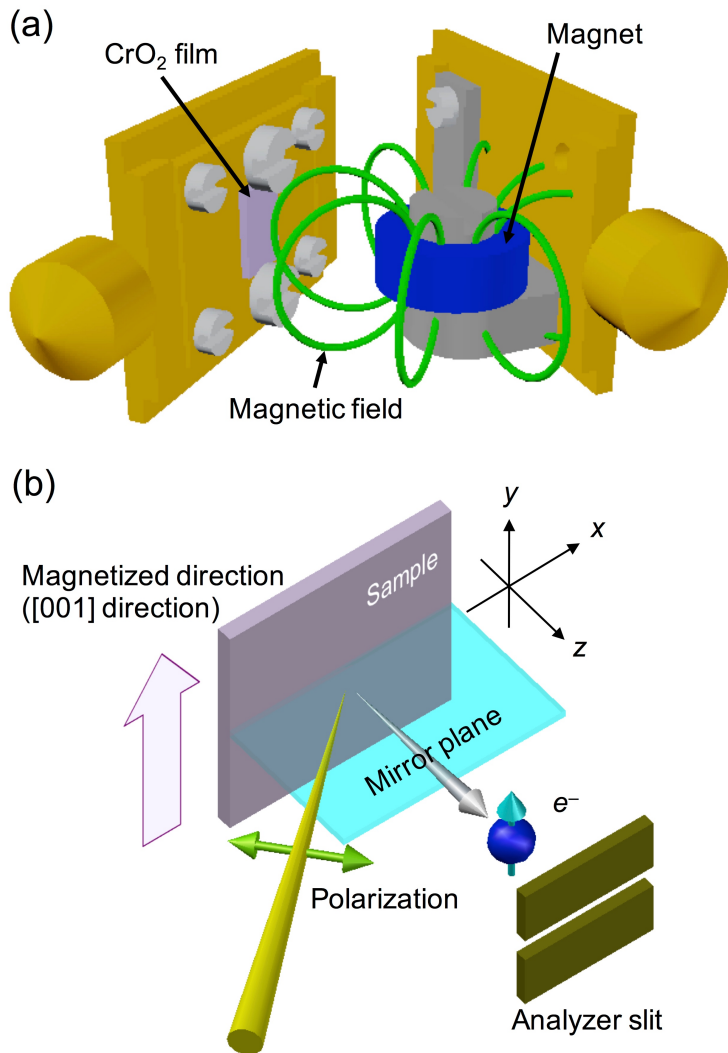 (a)
CrO₂ film
Magnet
Magnetic field
(b)
Magnetized direction
([001] direction)
Sample
y
x
z
Mirror plane
e⁻
Polarization
Analyzer slit